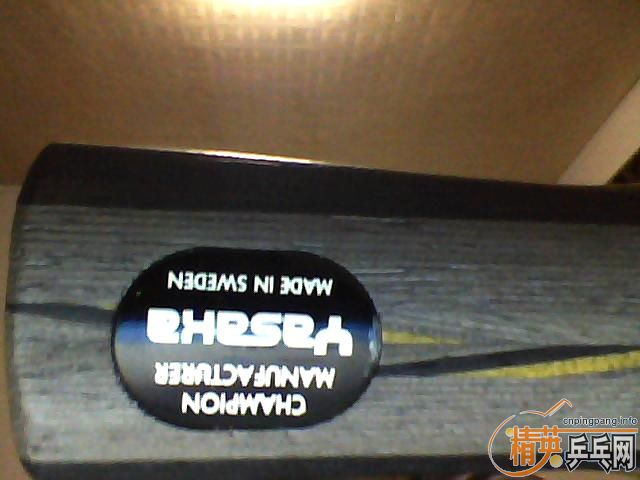 CHAMPION
MANUFACTURER
Yasaka
MADE IN SWEDEN
cnpingpang.info
精英乒乓网